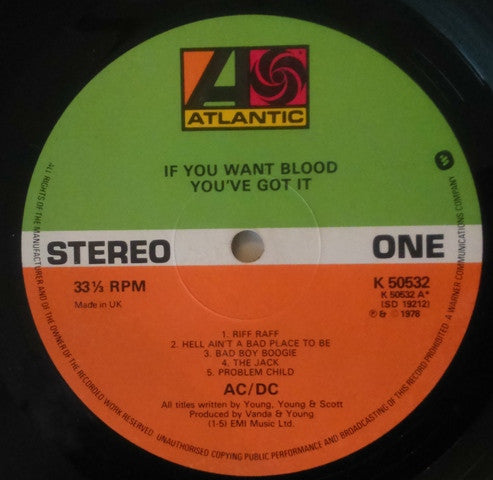 ATLANTIC
IF YOU WANT BLOOD
YOU'VE GOT IT
STEREO
ONE
33⅓ RPM
Made in UK
K 50532
K 50532 A*
(SD 19212)
℗ & © 1978
1. RIFF RAFF
2. HELL AIN'T A BAD PLACE TO BE
3. BAD BOY BOOGIE
4. THE JACK
5. PROBLEM CHILD
AC/DC
All titles written by Young, Young & Scott
Produced by Vanda & Young
(1-5) EMI Music Ltd.
ALL RIGHTS OF THE MANUFACTURER AND OF THE OWNER OF THE RECORDED WORK RESERVED. UNAUTHORISED COPYING PUBLIC PERFORMANCE AND BROADCASTING OF THIS RECORD PROHIBITED. A WARNER COMMUNICATIONS COMPANY